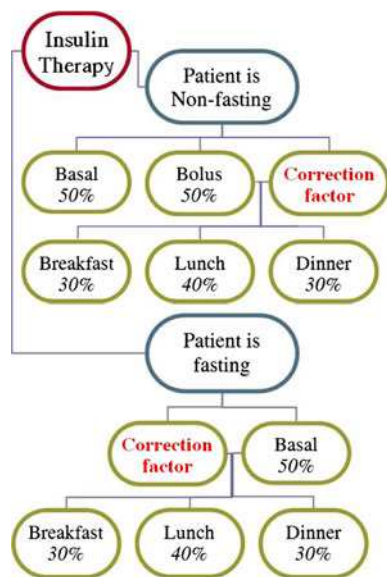 Insulin
Therapy
Patient is
Non-fasting
Basal
50%
Bolus
50%
Correction
factor
Breakfast
30%
Lunch
40%
Dinner
30%
Patient is
fasting
Correction
factor
Basal
50%
Breakfast
30%
Lunch
40%
Dinner
30%